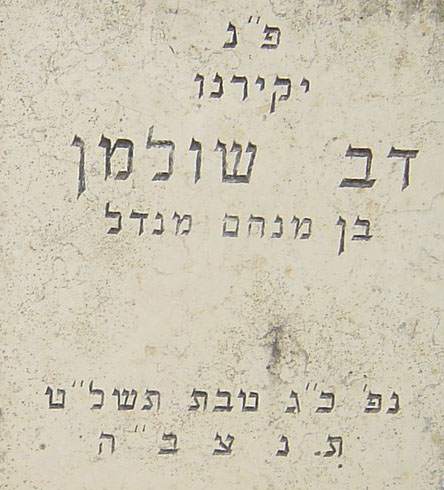 פ"נ
יקירנו
דב שולמן
בן מנחם מנדל
נפ' כ"ג טבת תשל"ט
ת. נ צ ב" ה